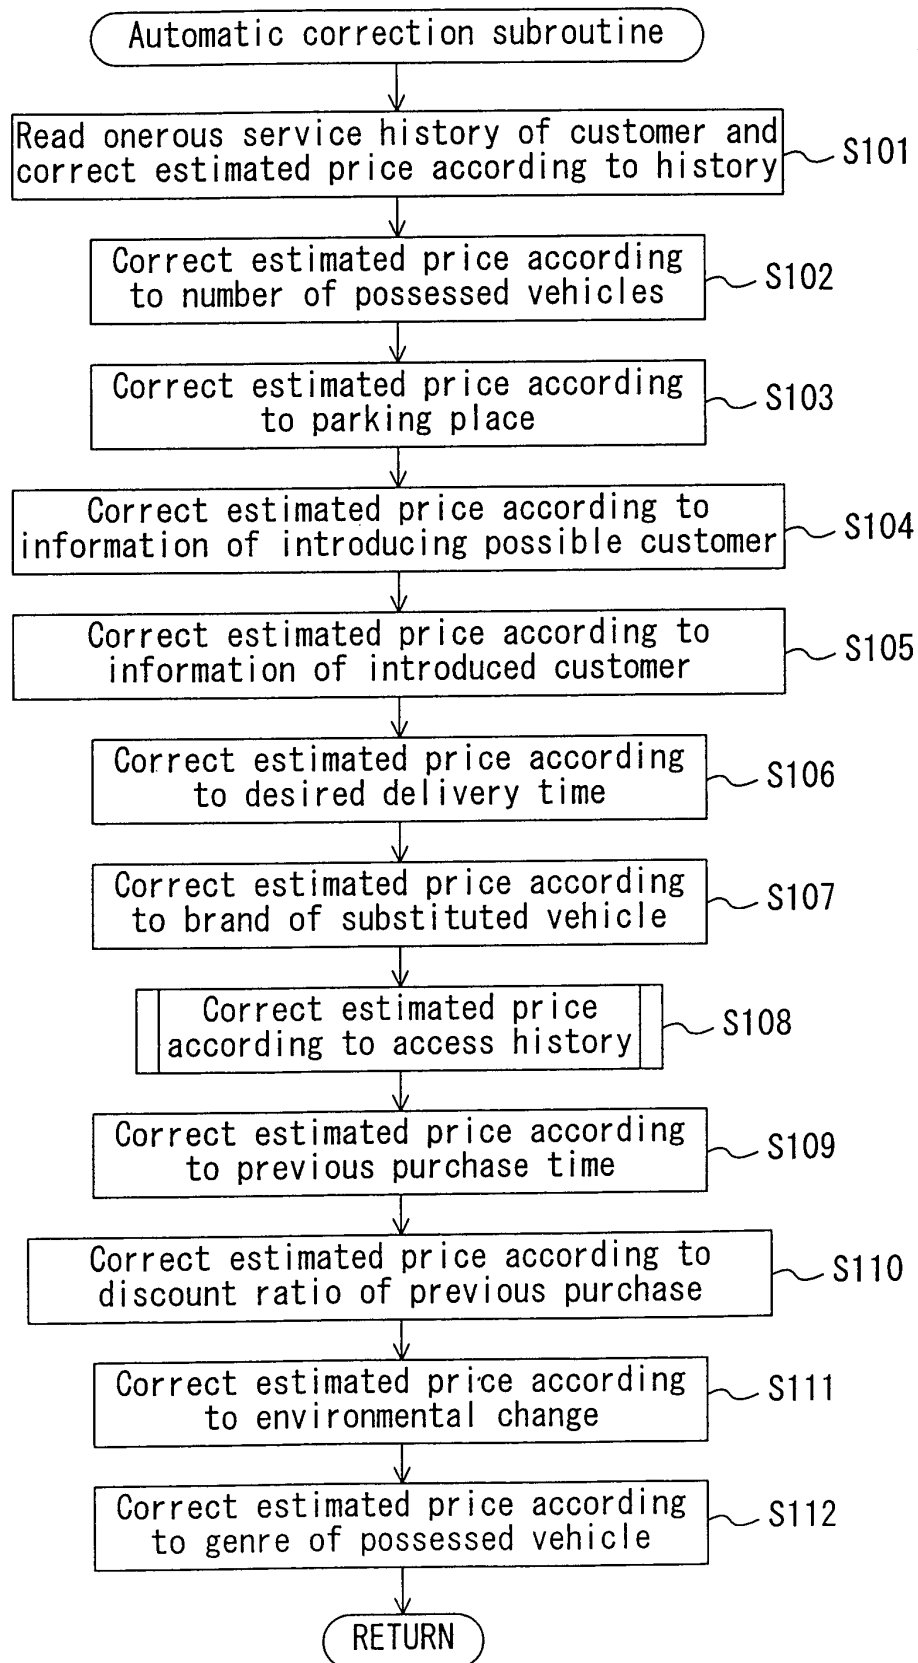 Automatic correction subroutine
Read onerous service history of customer and
correct estimated price according to history
S101
Correct estimated price according
to number of possessed vehicles
S102
Correct estimated price according
to parking place
S103
Correct estimated price according to
information of introducing possible customer
S104
Correct estimated price according to
information of introduced customer
S105
Correct estimated price according
to desired delivery time
S106
Correct estimated price according
to brand of substituted vehicle
S107
Correct estimated price
according to access history
S108
Correct estimated price according
to previous purchase time
S109
Correct estimated price according to
discount ratio of previous purchase
S110
Correct estimated price according
to environmental change
S111
Correct estimated price according
to genre of possessed vehicle
S112
RETURN